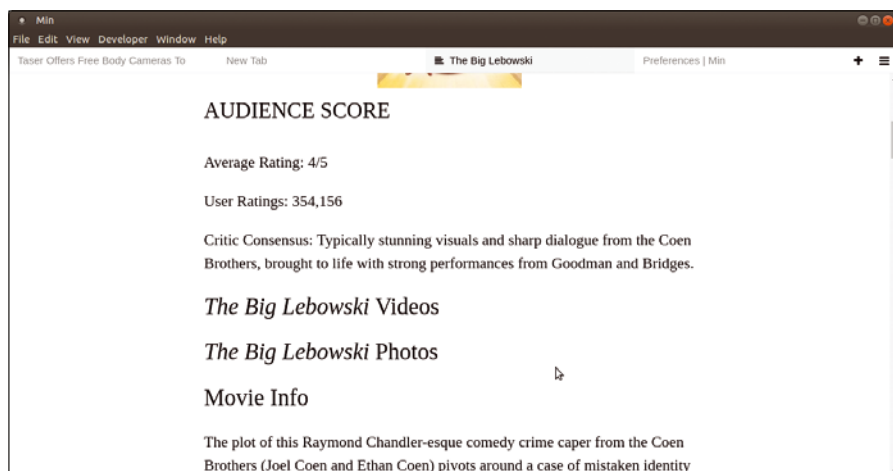 Min
File Edit View Developer Window Help
Taser Offers Free Body Cameras To New Tab The Big Lebowski Preferences | Min
AUDIENCE SCORE
Average Rating: 4/5
User Ratings: 354,156
Critic Consensus: Typically stunning visuals and sharp dialogue from the Coen
Brothers, brought to life with strong performances from Goodman and Bridges.
The Big Lebowski Videos
The Big Lebowski Photos
Movie Info
The plot of this Raymond Chandler-esque comedy crime caper from the Coen
Brothers (Joel Coen and Ethan Coen) pivots around a case of mistaken identity